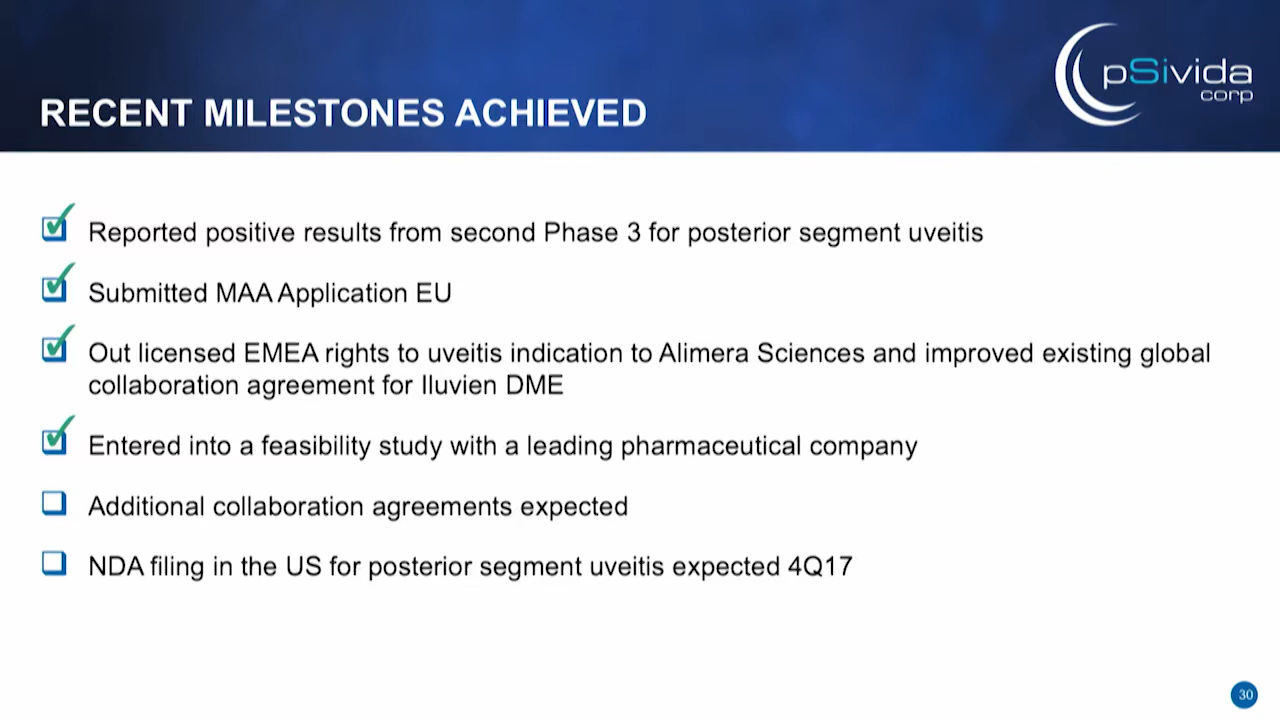 pSivida
corp
RECENT MILESTONES ACHIEVED
Reported positive results from second Phase 3 for posterior segment uveitis
Submitted MAA Application EU
Out licensed EMEA rights to uveitis indication to Alimera Sciences and improved existing global
collaboration agreement for Iluvien DME
Entered into a feasibility study with a leading pharmaceutical company
Additional collaboration agreements expected
NDA filing in the US for posterior segment uveitis expected 4Q17
30